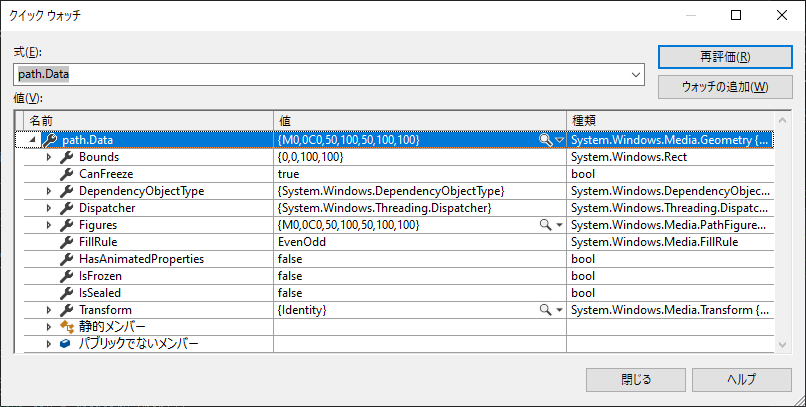 クイック ウォッチ
式(E):
path.Data
再評価(R)
ウォッチの追加(W)
値(V):
名前 値 種類
path.Data {M0,0C0,50,100,50,100,100} System.Windows.Media.Geometry {...
Bounds {0,0,100,100} System.Windows.Rect
CanFreeze true bool
DependencyObjectType {System.Windows.DependencyObjectType} System.Windows.DependencyObjec...
Dispatcher {System.Windows.Threading.Dispatcher} System.Windows.Threading.Dispatc...
Figures {M0,0C0,50,100,50,100,100} System.Windows.Media.PathFigure...
FillRule EvenOdd System.Windows.Media.FillRule
HasAnimatedProperties false bool
IsFrozen false bool
IsSealed false bool
Transform {Identity} System.Windows.Media.Transform {...
静的メンバー
パブリックでないメンバー
閉じる ヘルプ